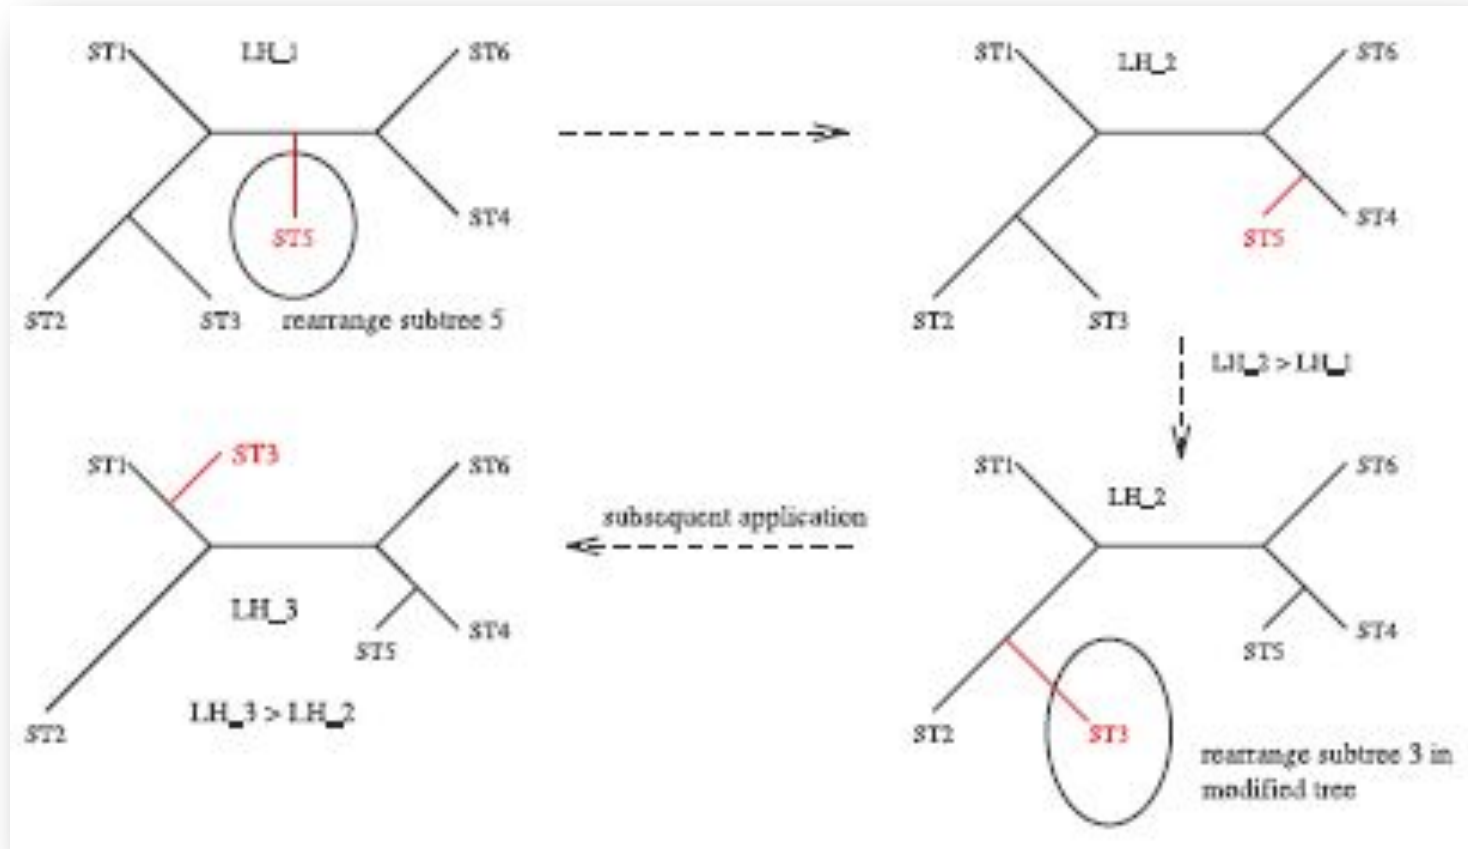 ST1
LH_1
ST6
ST5
ST4
ST2
ST3
rearrange subtree 5
ST1
LH_2
ST6
ST5
ST4
ST2
ST3
LH_2 > LH_1
ST1
LH_2
ST6
ST5
ST4
ST2
ST3
rearrange subtree 3 in
modified tree
subsequent application
ST1
ST3
ST6
LH_3
ST5
ST4
LH_3 > LH_2
ST2